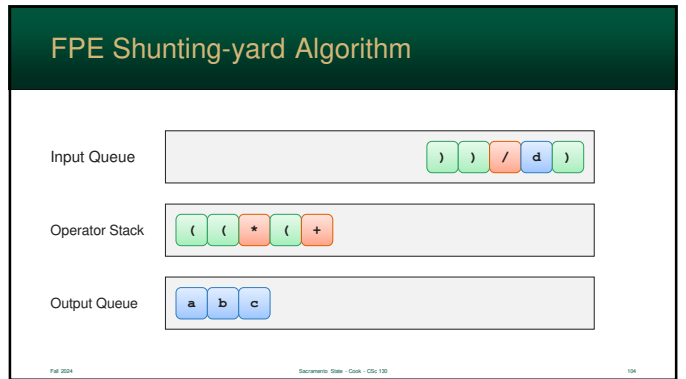 FPE Shunting-yard Algorithm
Input Queue ) ) / d )
Operator Stack ( ( * ( +
Output Queue a b c
Fall 2024 Sacramento State - Cook - CSc 130 104